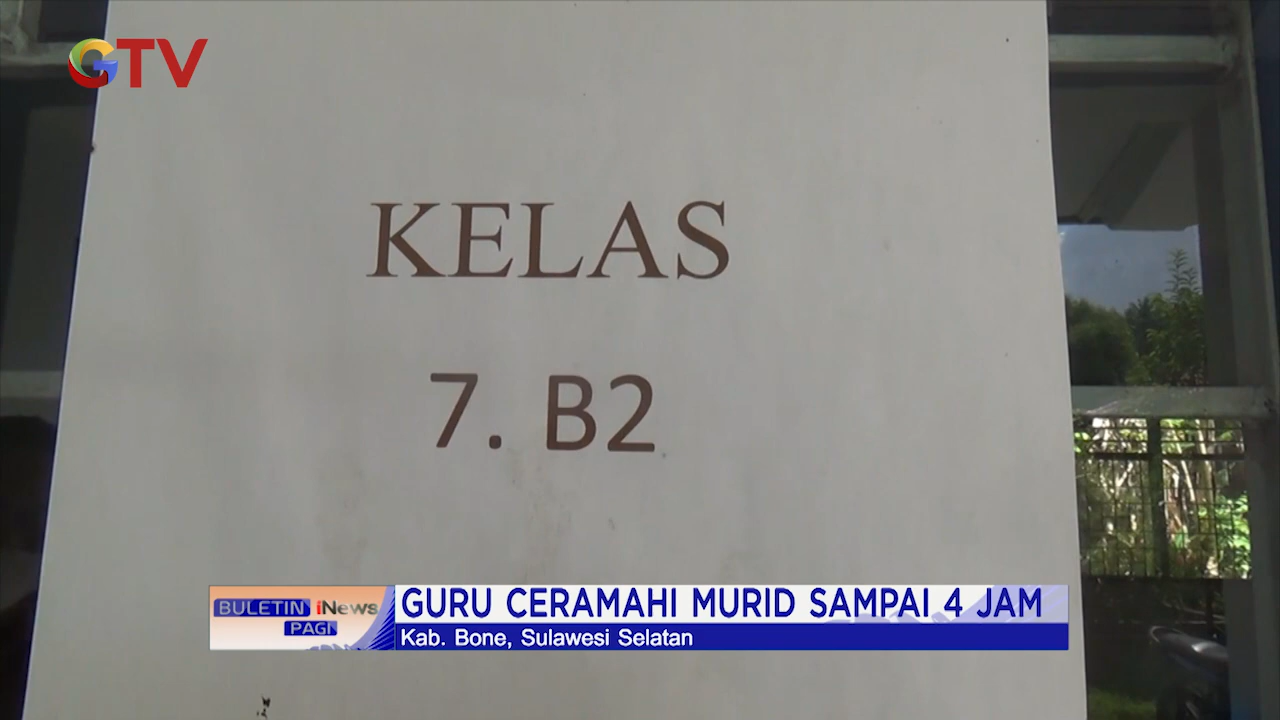 GTV
KELAS
7. B2
BULETIN iNews
PAGI
GURU CERAMAHI MURID SAMPAI 4 JAM
Kab. Bone, Sulawesi Selatan